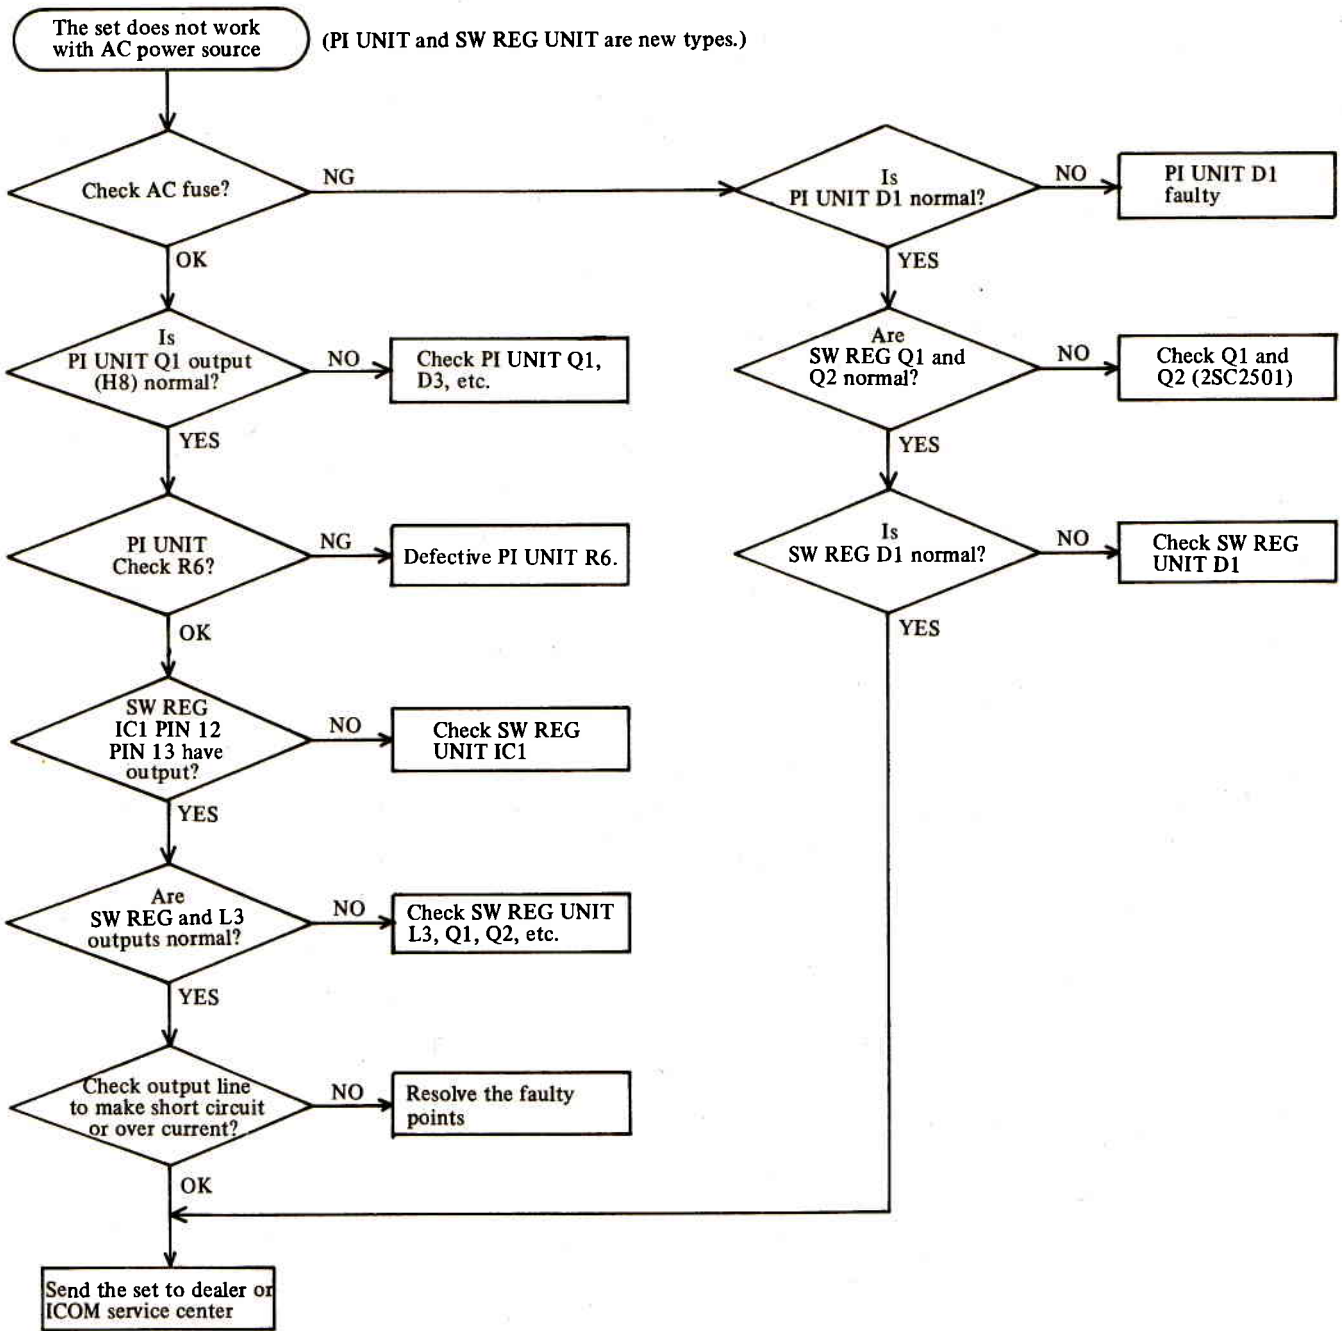 The set does not work
with AC power source
(PI UNIT and SW REG UNIT are new types.)
Check AC fuse?
NG
OK
Is
PI UNIT Q1 output
(H8) normal?
NO
Check PI UNIT Q1,
D3, etc.
YES
PI UNIT
Check R6?
NG
Defective PI UNIT R6.
OK
SW REG
IC1 PIN 12
PIN 13 have
output?
NO
Check SW REG
UNIT IC1
YES
Are
SW REG and L3
outputs normal?
NO
Check SW REG UNIT
L3, Q1, Q2, etc.
YES
Check output line
to make short circuit
or over current?
NO
Resolve the faulty
points
OK
Send the set to dealer or
ICOM service center
Is
PI UNIT D1 normal?
NO
PI UNIT D1
faulty
YES
Are
SW REG Q1 and
Q2 normal?
NO
Check Q1 and
Q2 (2SC2501)
YES
Is
SW REG D1 normal?
NO
Check SW REG
UNIT D1
YES